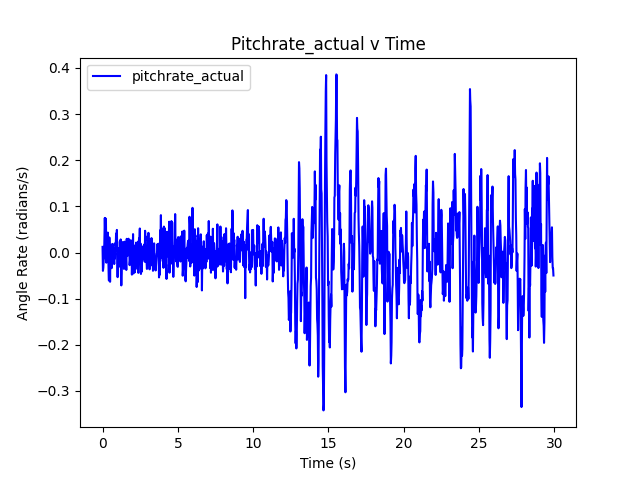 Pitchrate_actual v Time
pitchrate_actual
Angle Rate (radians/s)
0.4
0.3
0.2
0.1
0.0
−0.1
−0.2
−0.3
0 5 10 15 20 25 30
Time (s)